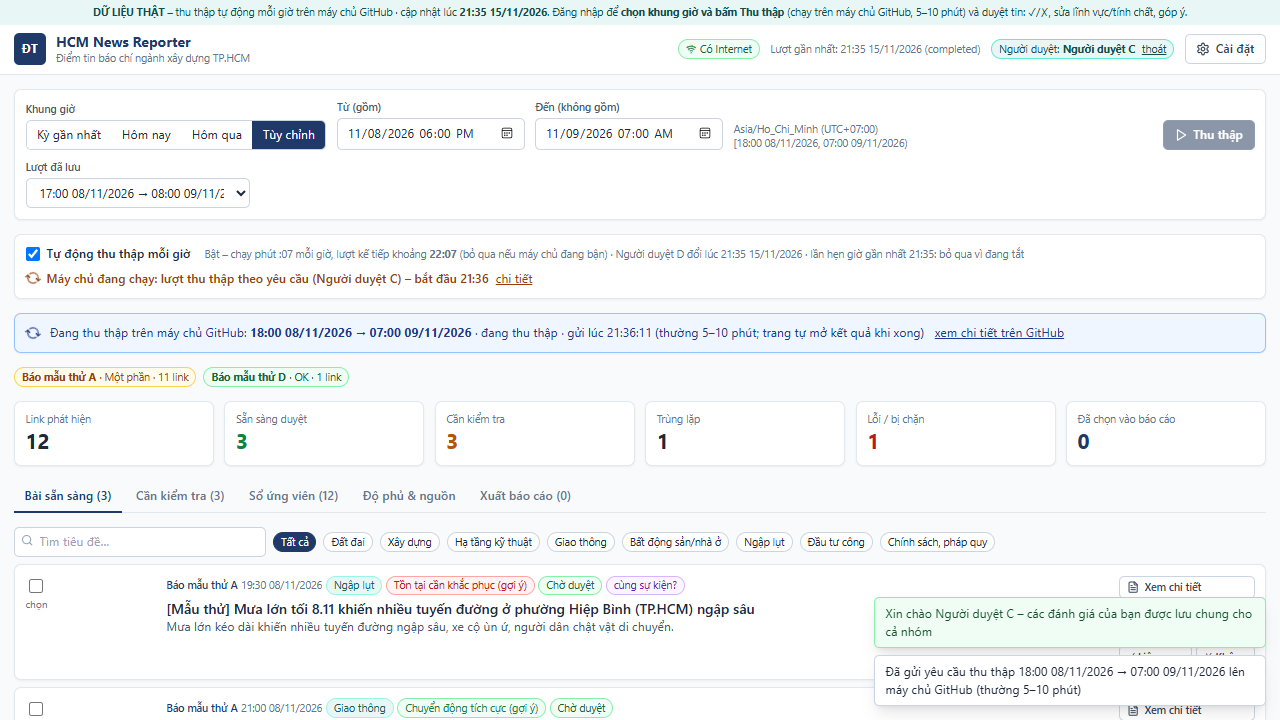 DỮ LIỆU THẬT – thu thập tự động mỗi giờ trên máy chủ GitHub · cập nhật lúc 21:35 15/11/2026. Đăng nhập để chọn khung giờ và bấm Thu thập (chạy trên máy chủ GitHub, 5–10 phút) và duyệt tin: ✓/X, sửa lĩnh vực/tính chất, góp ý.
ĐT
HCM News Reporter
Điểm tin báo chí ngành xây dựng TP.HCM
Có Internet
Lượt gần nhất: 21:35 15/11/2026 (completed)
Người duyệt: Người duyệt C thoát
Cài đặt
Khung giờ
Kỳ gần nhất
Hôm nay
Hôm qua
Tùy chỉnh
Từ (gồm)
11/08/2026 06:00 PM
Đến (không gồm)
11/09/2026 07:00 AM
Asia/Ho_Chi_Minh (UTC+07:00)
[18:00 08/11/2026, 07:00 09/11/2026)
Thu thập
Lượt đã lưu
17:00 08/11/2026 → 08:00 09/11/2
Tự động thu thập mỗi giờ
Bật – chạy phút :07 mỗi giờ, lượt kế tiếp khoảng 22:07 (bỏ qua nếu máy chủ đang bận) · Người duyệt D đổi lúc 21:35 15/11/2026 · lần hẹn giờ gần nhất 21:35: bỏ qua vì đang tắt
Máy chủ đang chạy: lượt thu thập theo yêu cầu (Người duyệt C) – bắt đầu 21:36 chi tiết
Đang thu thập trên máy chủ GitHub: 18:00 08/11/2026 → 07:00 09/11/2026 · đang thu thập · gửi lúc 21:36:11 (thường 5–10 phút; trang tự mở kết quả khi xong) xem chi tiết trên GitHub
Báo mẫu thử A · Một phần · 11 link
Báo mẫu thử D · OK · 1 link
Link phát hiện
12
Sẵn sàng duyệt
3
Cần kiểm tra
3
Trùng lặp
1
Lỗi / bị chặn
1
Đã chọn vào báo cáo
0
Bài sẵn sàng (3)
Cần kiểm tra (3)
Sổ ứng viên (12)
Độ phủ & nguồn
Xuất báo cáo (0)
Tìm tiêu đề...
Tất cả
Đất đai
Xây dựng
Hạ tầng kỹ thuật
Giao thông
Bất động sản/nhà ở
Ngập lụt
Đầu tư công
Chính sách, pháp quy
chọn
Báo mẫu thử A 19:30 08/11/2026
Ngập lụt
Tồn tại cần khắc phục (gợi ý)
Chờ duyệt
cùng sự kiện?
[Mẫu thử] Mưa lớn tối 8.11 khiến nhiều tuyến đường ở phường Hiệp Bình (TP.HCM) ngập sâu
Mưa lớn kéo dài khiến nhiều tuyến đường ngập sâu, xe cộ ùn ứ, người dân chật vật di chuyển.
Xem chi tiết
Xin chào Người duyệt C – các đánh giá của bạn được lưu chung cho
cả nhóm
Đã gửi yêu cầu thu thập 18:00 08/11/2026 → 07:00 09/11/2026 lên
máy chủ GitHub (thường 5–10 phút)
Báo mẫu thử A 21:00 08/11/2026
Giao thông
Chuyển động tích cực (gợi ý)
Chờ duyệt
Xem chi tiết